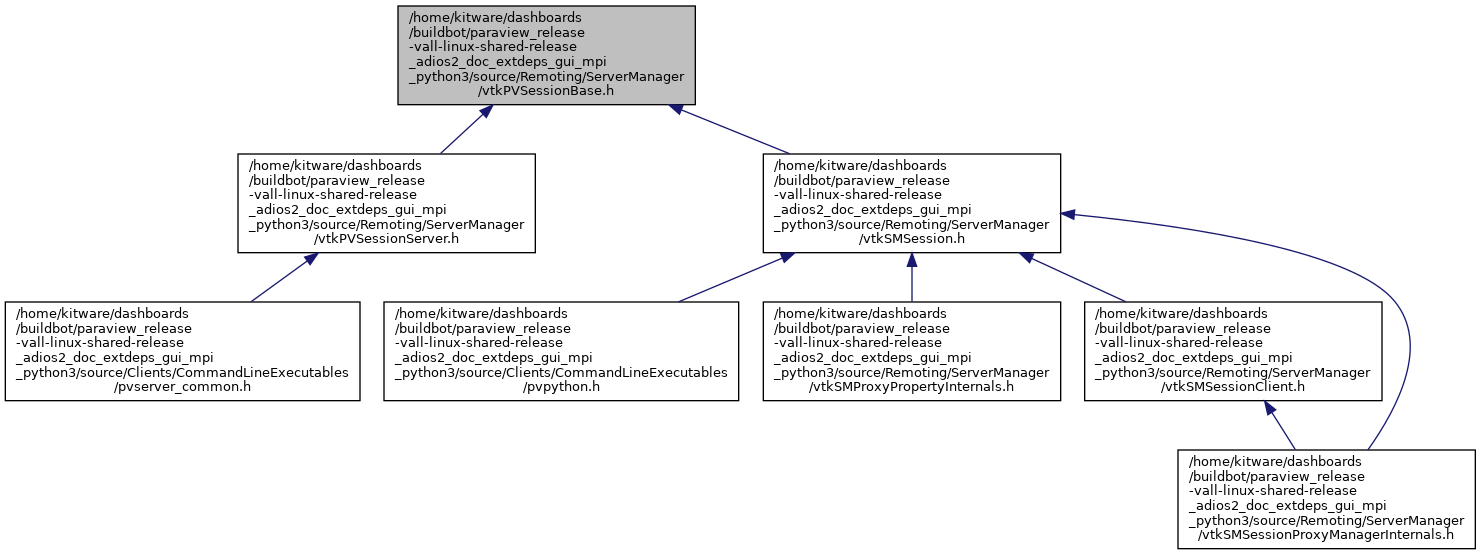 /home/kitware/dashboards
/buildbot/paraview_release
-vall-linux-shared-release
_adios2_doc_extdeps_gui_mpi
_python3/source/Remoting/ServerManager
/vtkPVSessionBase.h
/home/kitware/dashboards
/buildbot/paraview_release
-vall-linux-shared-release
_adios2_doc_extdeps_gui_mpi
_python3/source/Remoting/ServerManager
/vtkPVSessionServer.h
/home/kitware/dashboards
/buildbot/paraview_release
-vall-linux-shared-release
_adios2_doc_extdeps_gui_mpi
_python3/source/Remoting/ServerManager
/vtkSMSession.h
/home/kitware/dashboards
/buildbot/paraview_release
-vall-linux-shared-release
_adios2_doc_extdeps_gui_mpi
_python3/source/Clients/CommandLineExecutables
/pvserver_common.h
/home/kitware/dashboards
/buildbot/paraview_release
-vall-linux-shared-release
_adios2_doc_extdeps_gui_mpi
_python3/source/Clients/CommandLineExecutables
/pvpython.h
/home/kitware/dashboards
/buildbot/paraview_release
-vall-linux-shared-release
_adios2_doc_extdeps_gui_mpi
_python3/source/Remoting/ServerManager
/vtkSMProxyPropertyInternals.h
/home/kitware/dashboards
/buildbot/paraview_release
-vall-linux-shared-release
_adios2_doc_extdeps_gui_mpi
_python3/source/Remoting/ServerManager
/vtkSMSessionClient.h
/home/kitware/dashboards
/buildbot/paraview_release
-vall-linux-shared-release
_adios2_doc_extdeps_gui_mpi
_python3/source/Remoting/ServerManager
/vtkSMSessionProxyManagerInternals.h